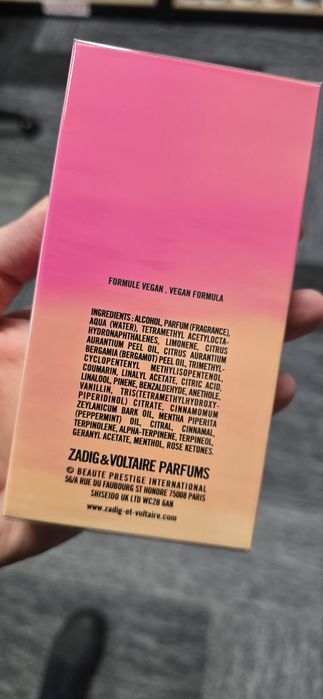 FORMULE VEGAN . VEGAN FORMULA
INGREDIENTS : ALCOHOL, PARFUM (FRAGRANCE),
AQUA (WATER), TETRAMETHYL ACETYLOCTA-
HYDRONAPHTHALENES, LIMONENE, CITRUS
AURANTIUM PEEL OIL, CITRUS AURANTIUM
BERGAMIA (BERGAMOT) PEEL OIL, TRIMETHYL-
CYCLOPENTENYL METHYLISOPENTENOL,
COUMARIN, LINALYL ACETATE, CITRIC ACID,
LINALOOL, PINENE, BENZALDEHYDE, ANETHOLE,
VANILLIN, TRIS(TETRAMETHYLHYDROXY-
PIPERIDINOL) CITRATE, CINNAMOMUM
ZEYLANICUM BARK OIL, MENTHA PIPERITA
(PEPPERMINT) OIL, CITRAL, CINNAMAL,
TERPINOLENE, ALPHA-TERPINENE, TERPINEOL,
GERANYL ACETATE, MENTHOL, ROSE KETONES.
ZADIG&VOLTAIRE PARFUMS
© BEAUTE PRESTIGE INTERNATIONAL
56/A RUE DU FAUBOURG ST HONORE 75008 PARIS
SHISEIDO UK LTD WC2B 6AN
www.zadig-et-voltaire.com